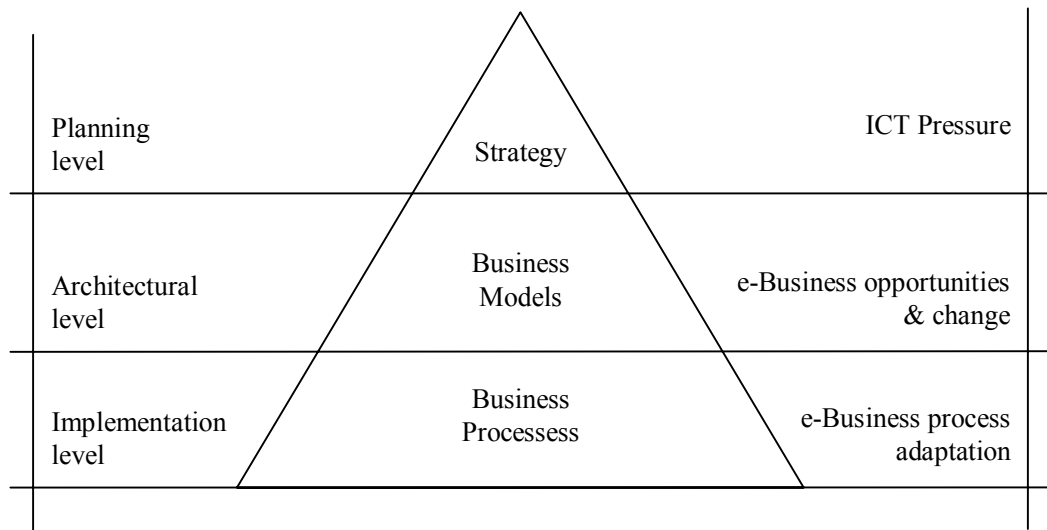 Planning
level
Strategy
ICT Pressure
Architectural
level
Business
Models
e-Business opportunities
& change
Implementation
level
Business
Processess
e-Business process
adaptation